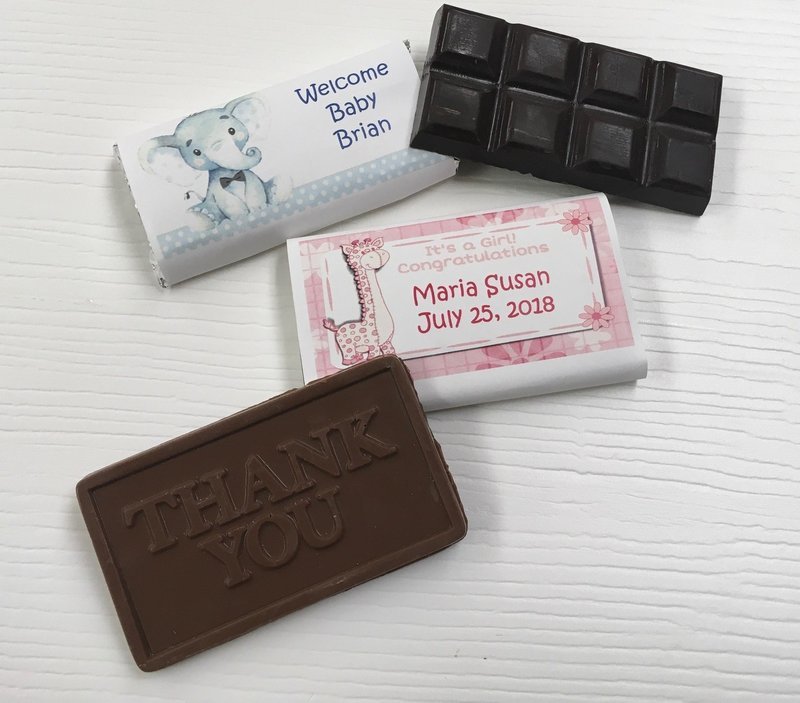 Welcome
Baby
Brian
It's a Girl!
Congratulations
Maria Susan
July 25, 2018
THANK
YOU